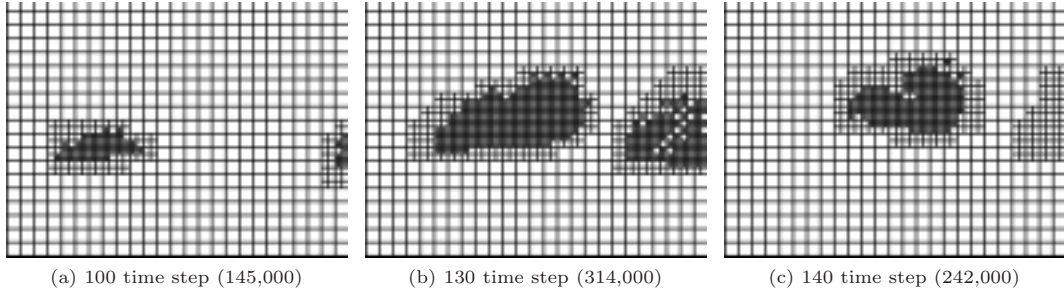 (a) 100 time step (145,000)
(b) 130 time step (314,000)
(c) 140 time step (242,000)